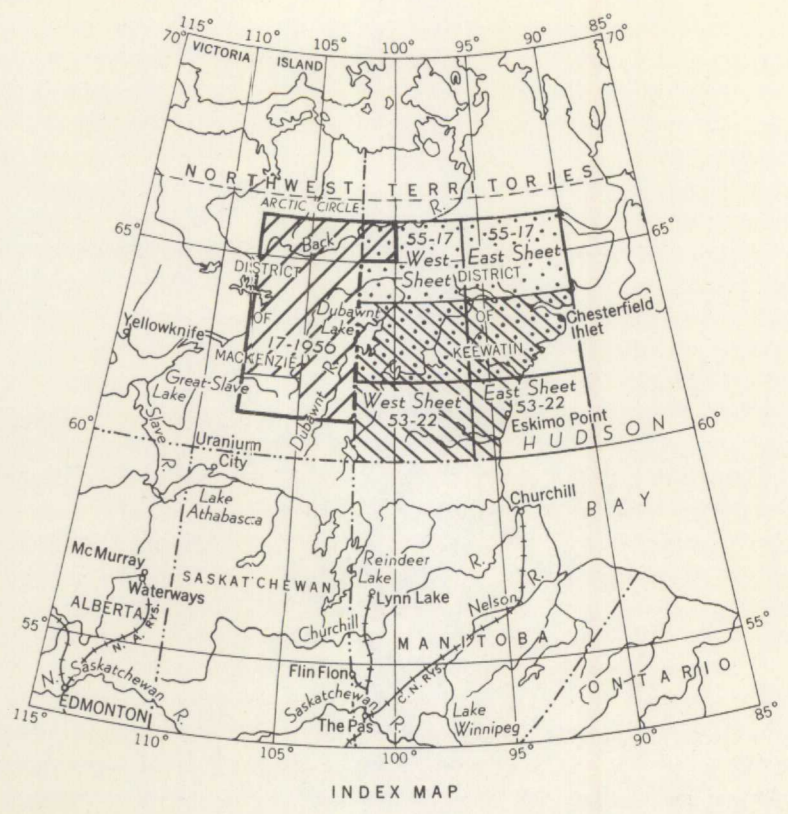 115°
110°
105°
100°
95°
90°
85°
70°
70°
VICTORIA ISLAND
NORTHWEST TERRITORIES
ARCTIC CIRCLE
R.
65°
65°
Back
55-17
West
Sheet
55-17
East Sheet
DISTRICT
OF
MACKENZIE
DISTRICT
OF
KEEWATIN
Dubawnt
Lake
17-1956
Chesterfield
Inlet
Yellowknife
Great Slave
Lake
Slave
R.
Dubawnt
R.
West Sheet
53-22
East Sheet
53-22
Eskimo Point
60°
60°
HUDSON
BAY
Uranium
City
Lake
Athabasca
Churchill
McMurray
Waterways
SASKATCHEWAN
Reindeer
Lake
R.
Lynn Lake
Nelson
R.
ALBERTA
N. A. RYS.
Churchill
MANITOBA
55°
55°
Flin Flon
C.N. RYS.
ONTARIO
N. Saskatchewan
R.
EDMONTON
Saskatchewan
R.
The Pas
Lake
Winnipeg
115°
110°
105°
100°
95°
90°
85°
INDEX MAP